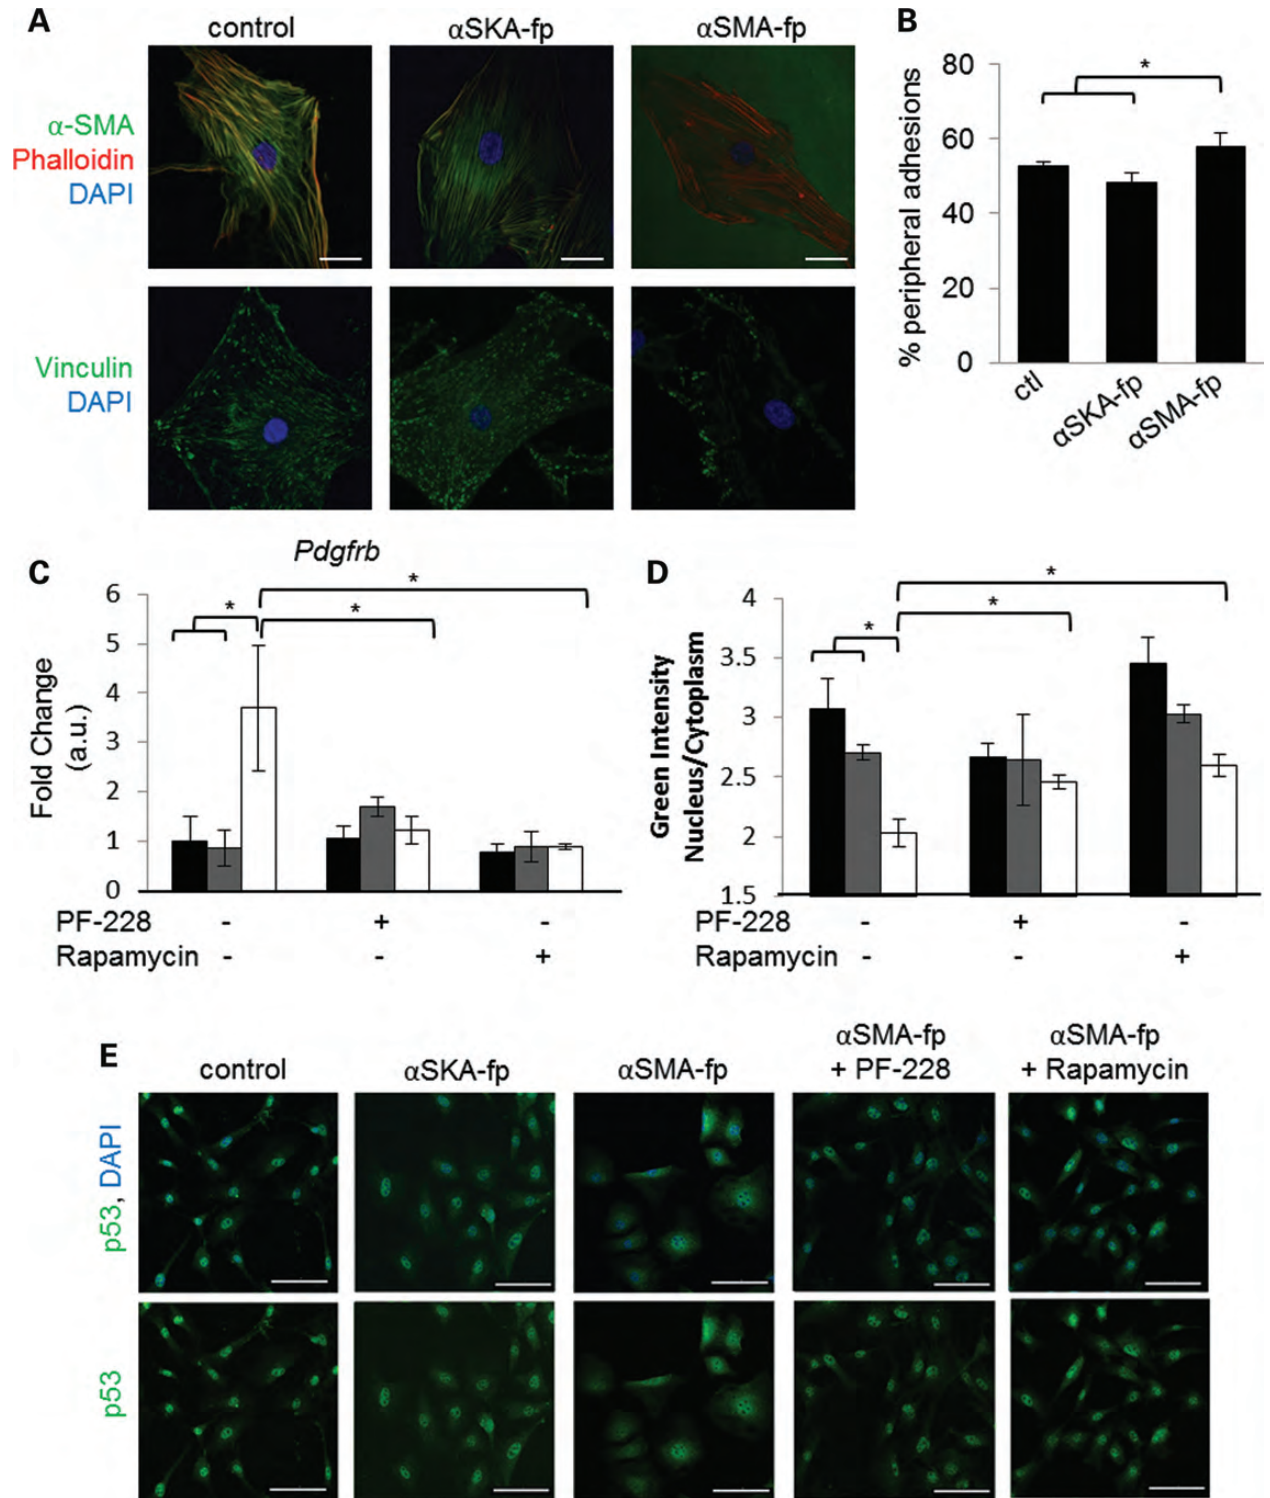 A
control
αSKA-fp
αSMA-fp
α-SMA
Phalloidin
DAPI
Vinculin
DAPI
B
% peripheral adhesions
80
60
40
20
0
*
ctl
αSKA-fp
αSMA-fp
C
Pdgfrb
Fold Change
(a.u.)
6
5
4
3
2
1
0
*
*
*
PF-228 - + -
Rapamycin - - +
D
Green Intensity
Nucleus/Cytoplasm
4
3.5
3
2.5
2
1.5
*
*
*
PF-228 - + -
Rapamycin - - +
E
control
αSKA-fp
αSMA-fp
αSMA-fp
+ PF-228
αSMA-fp
+ Rapamycin
p53, DAPI
p53